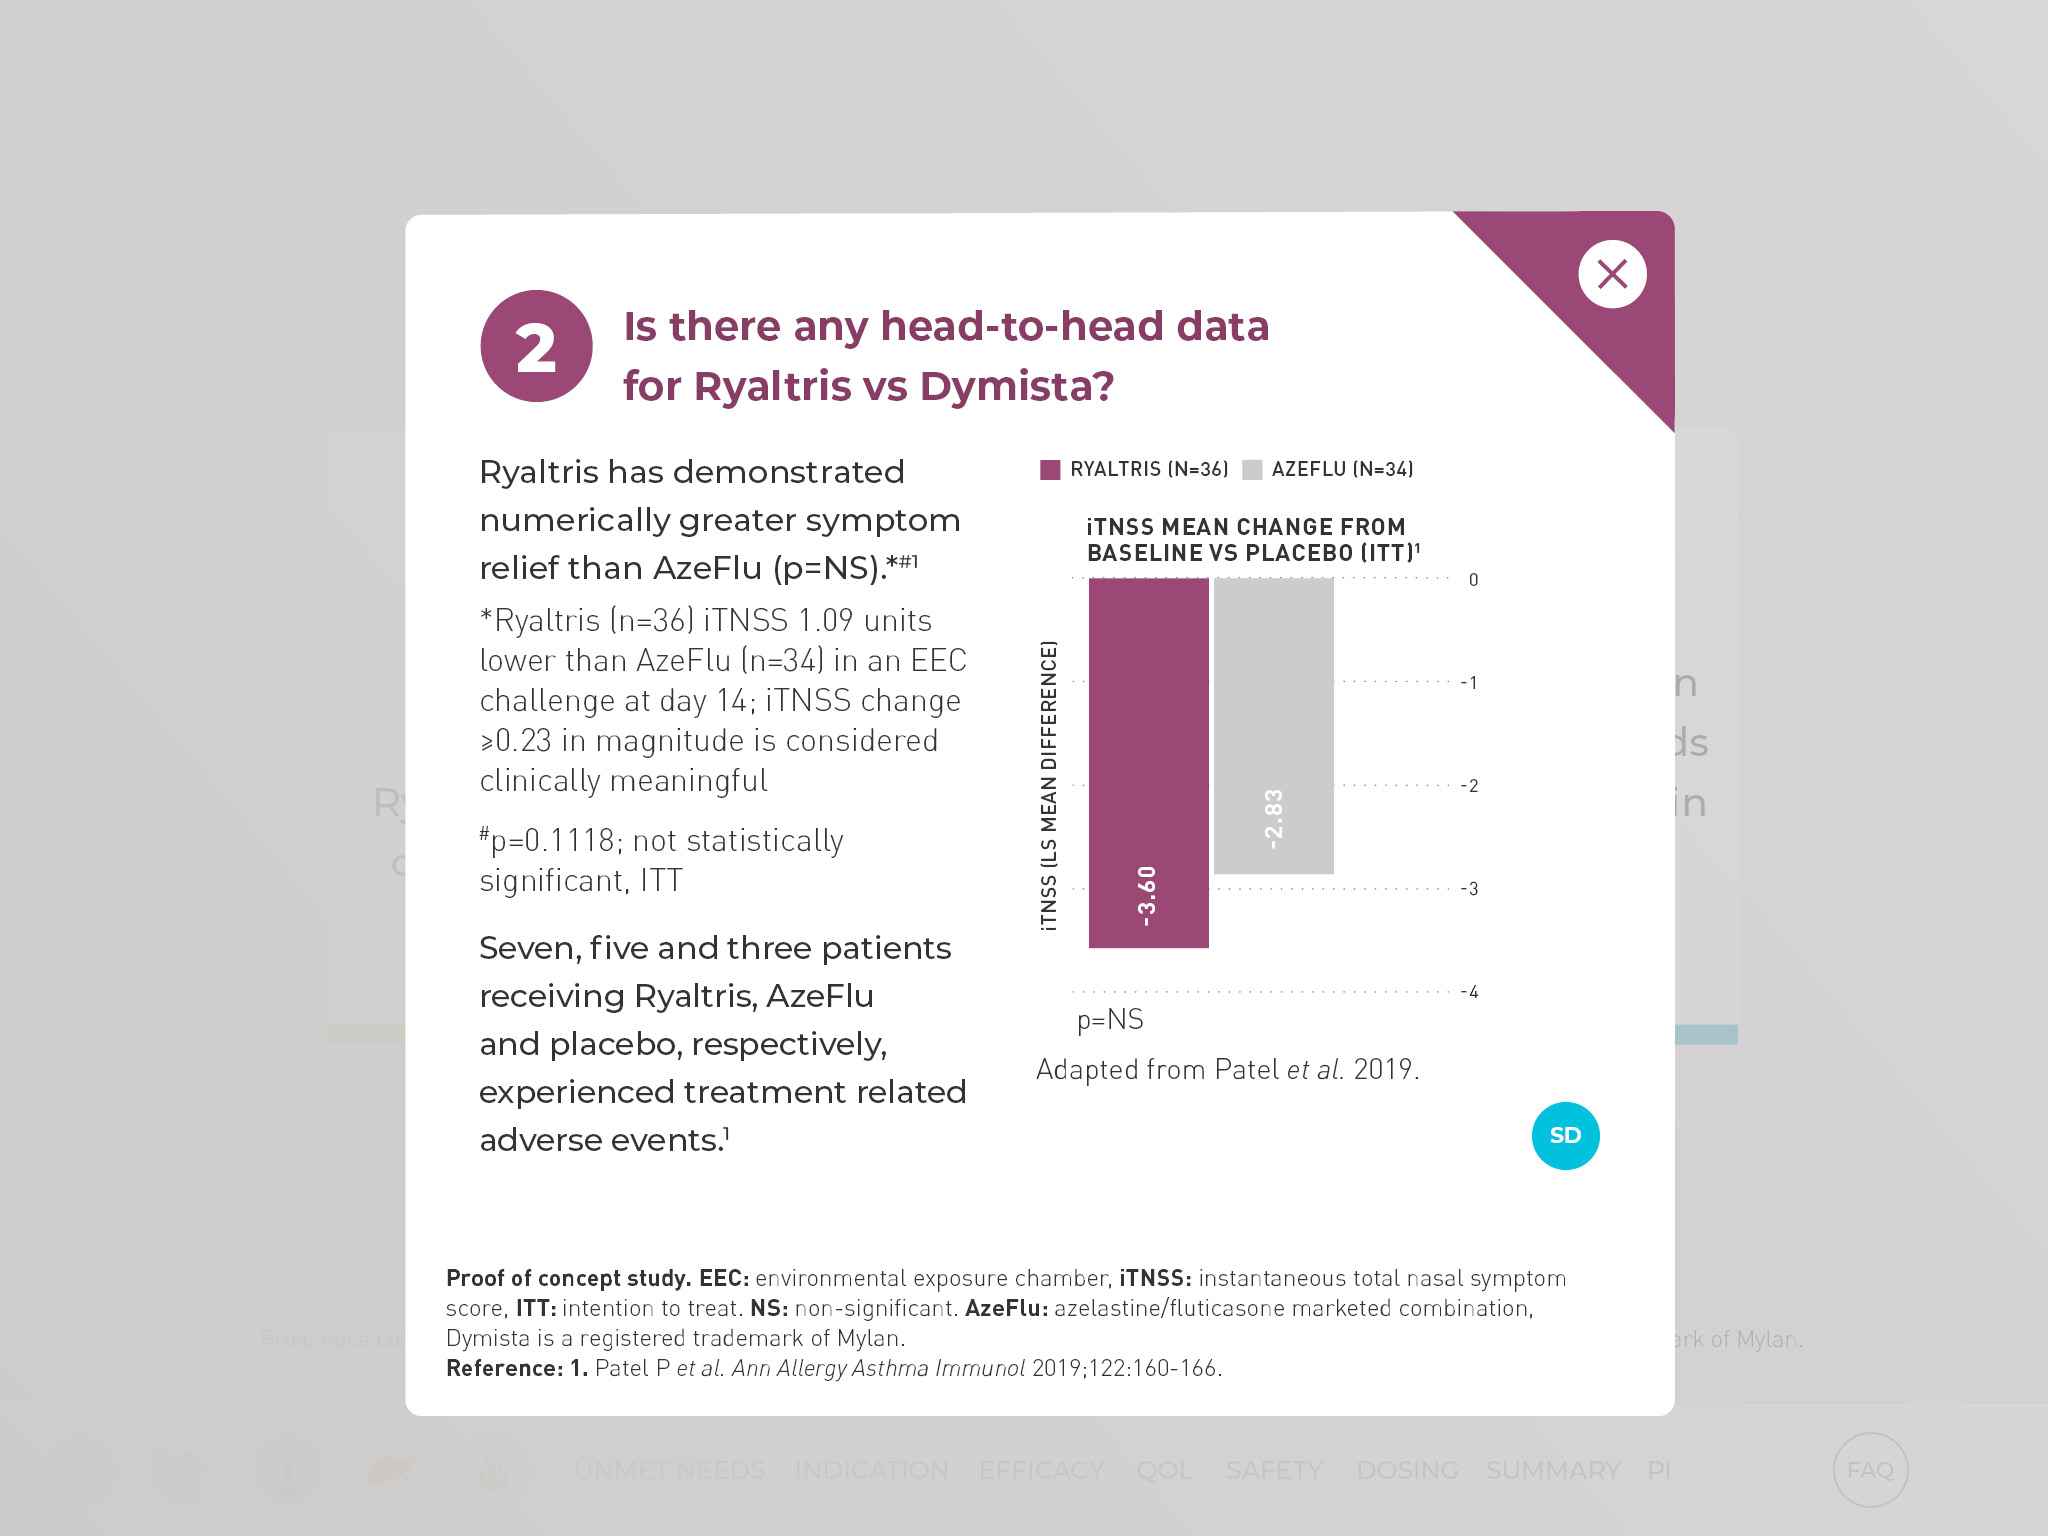 2
Is there any head-to-head data
for Ryaltris vs Dymista?
Ryaltris has demonstrated
numerically greater symptom
relief than AzeFlu (p=NS).*#1
*Ryaltris (n=36) iTNSS 1.09 units
lower than AzeFlu (n=34) in an EEC
challenge at day 14; iTNSS change
⩾0.23 in magnitude is considered
clinically meaningful
#p=0.1118; not statistically
significant, ITT
Seven, five and three patients
receiving Ryaltris, AzeFlu
and placebo, respectively,
experienced treatment related
adverse events.1
RYALTRIS (N=36) AZEFLU (N=34)
iTNSS MEAN CHANGE FROM
BASELINE VS PLACEBO (ITT)1
iTNSS (LS MEAN DIFFERENCE)
0
-1
-2
-3
-4
-3.60
-2.83
p=NS
Adapted from Patel et al. 2019.
SD
Proof of concept study. EEC: environmental exposure chamber, iTNSS: instantaneous total nasal symptom
score, ITT: intention to treat. NS: non-significant. AzeFlu: azelastine/fluticasone marketed combination,
Dymista is a registered trademark of Mylan.
Reference: 1. Patel P et al. Ann Allergy Asthma Immunol 2019;122:160-166.
Fixed dose
of Mylan.
UNMET NEEDS INDICATION EFFICACY QOL SAFETY DOSING SUMMARY PI FAQ